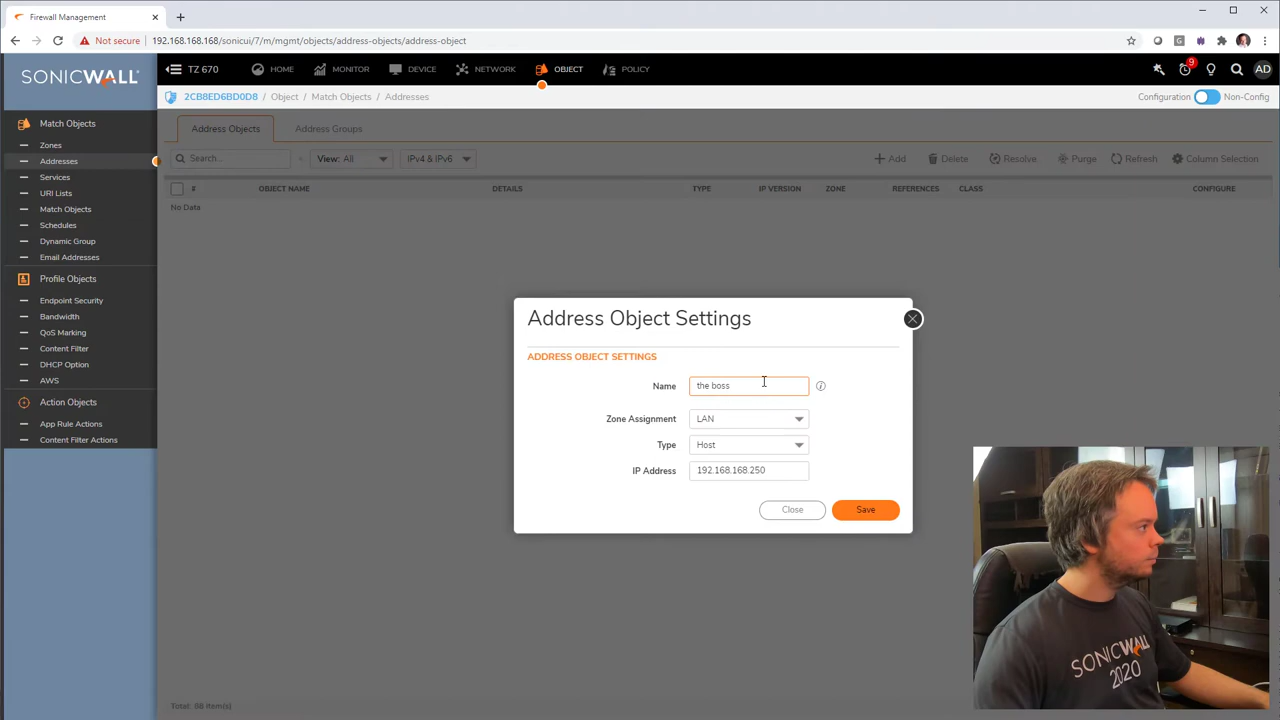 Firewall Management
Not secure 192.168.168.168/sonicui/7/m/mgmt/objects/address-objects/address-object
SONICWALL
TZ 670 HOME MONITOR DEVICE NETWORK OBJECT POLICY 9 AD
2CB8ED6BD0D8 / Object / Match Objects / Addresses Configuration Non-Config
Match Objects
Zones
Addresses
Services
URI Lists
Match Objects
Schedules
Dynamic Group
Email Addresses
Profile Objects
Endpoint Security
Bandwidth
QoS Marking
Content Filter
DHCP Option
AWS
Action Objects
App Rule Actions
Content Filter Actions
Address Objects Address Groups
Search... View: All IPv4 & IPv6 Add Delete Resolve Purge Refresh Column Selection
# OBJECT NAME DETAILS TYPE IP VERSION ZONE REFERENCES CLASS CONFIGURE
No Data
Address Object Settings
ADDRESS OBJECT SETTINGS
Name the boss
Zone Assignment LAN
Type Host
IP Address 192.168.168.250
Close Save
Total: 88 item(s)
SONICWALL
2020